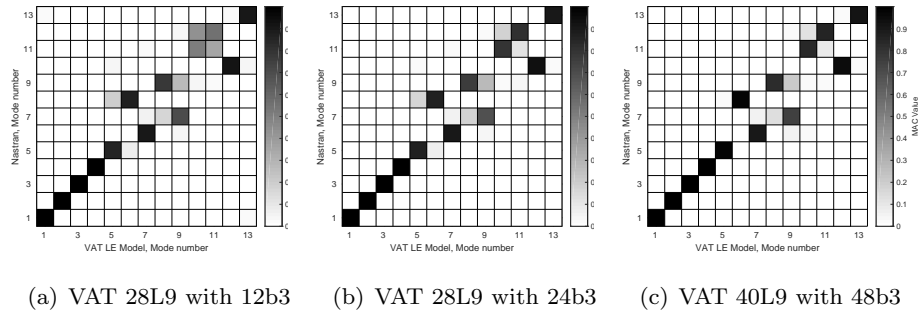 13
11
9
7
5
3
1
Nastran, Mode number
1 3 5 7 9 11 13
VAT LE Model, Mode number
(a) VAT 28L9 with 12b3
13
11
9
7
5
3
1
Nastran, Mode number
1 3 5 7 9 11 13
VAT LE Model, Mode number
(b) VAT 28L9 with 24b3
13
11
9
7
5
3
1
Nastran, Mode number
1 3 5 7 9 11 13
VAT LE Model, Mode number
0.9
0.8
0.7
0.6
0.5
0.4
0.3
0.2
0.1
0
MAC Value
(c) VAT 40L9 with 48b3